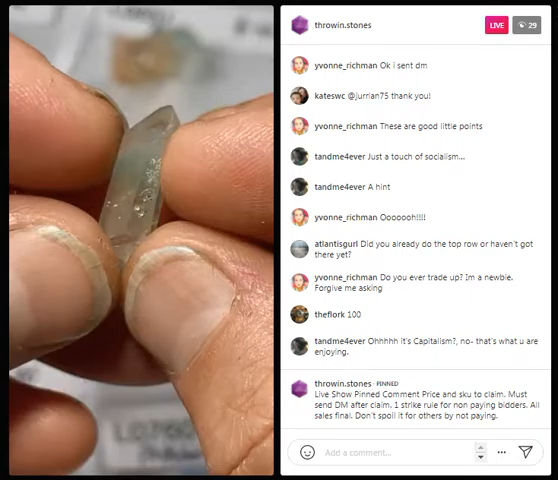 throwin.stones
LIVE
29
yvonne_richman Ok i sent dm
kateswc @jurrian75 thank you!
yvonne_richman These are good little points
tandme4ever Just a touch of socialism...
tandme4ever A hint
yvonne_richman Ooooooh!!!!
atlantisgurl Did you already do the top row or haven't got
there yet?
yvonne_richman Do you ever trade up? Im a newbie.
Forgive me asking
theflork 100
tandme4ever Ohhhhh it's Capitalism?, no- that's what u are
enjoying.
throwin.stones · PINNED
Live Show Pinned Comment Price and sku to claim. Must
send DM after claim. 1 strike rule for non paying bidders. All
sales final. Don't spoil it for others by not paying.
Add a comment...